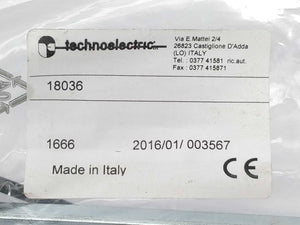 technoelectric
Via E.Mattei 2/4
26823 Castiglione D'Adda
(LO) ITALY
Tel. : 0377 41581 ric.aut.
Fax : 0377 415871
18036
1666 2016/01/ 003567
Made in Italy CE